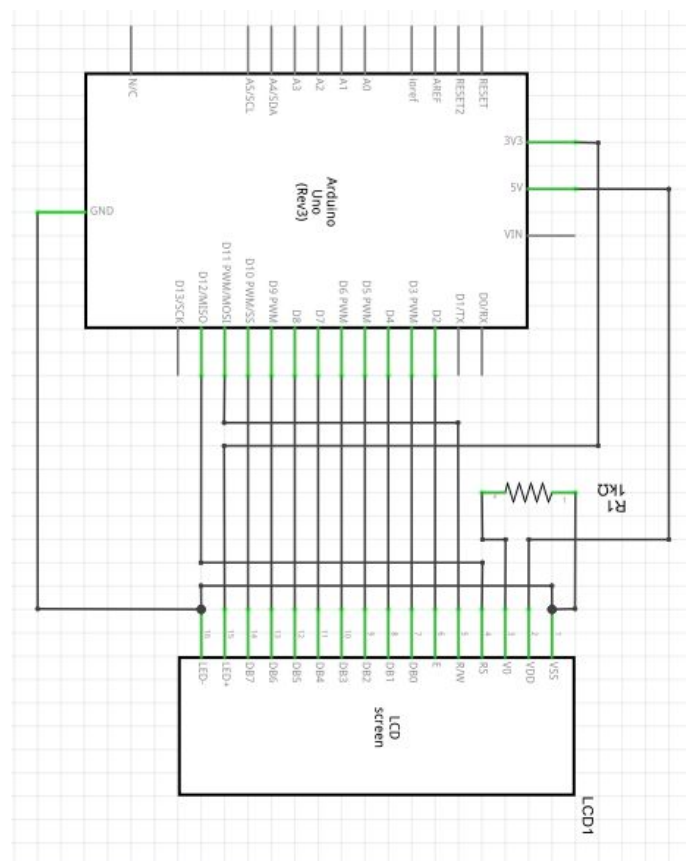 N/C
A5/SCL
A4/SDA
A3
A2
A1
A0
ioref
AREF
RESET2
RESET
3V3
5V
VIN
GND
Arduino
Uno
(Rev3)
D13/SCK
D12/MISO
D11 PWM/MOSI
D10 PWM/SS
D9 PWM
D8
D7
D6 PWM
D5 PWM
D4
D3 PWM
D2
D1/TX
D0/RX
R1
1kΩ
16
15
14
13
12
11
10
9
8
7
6
5
4
3
2
1
LED-
LED+
DB7
DB6
DB5
DB4
DB3
DB2
DB1
DB0
E
R/W
RS
V0
VDD
VSS
LCD
screen
LCD1